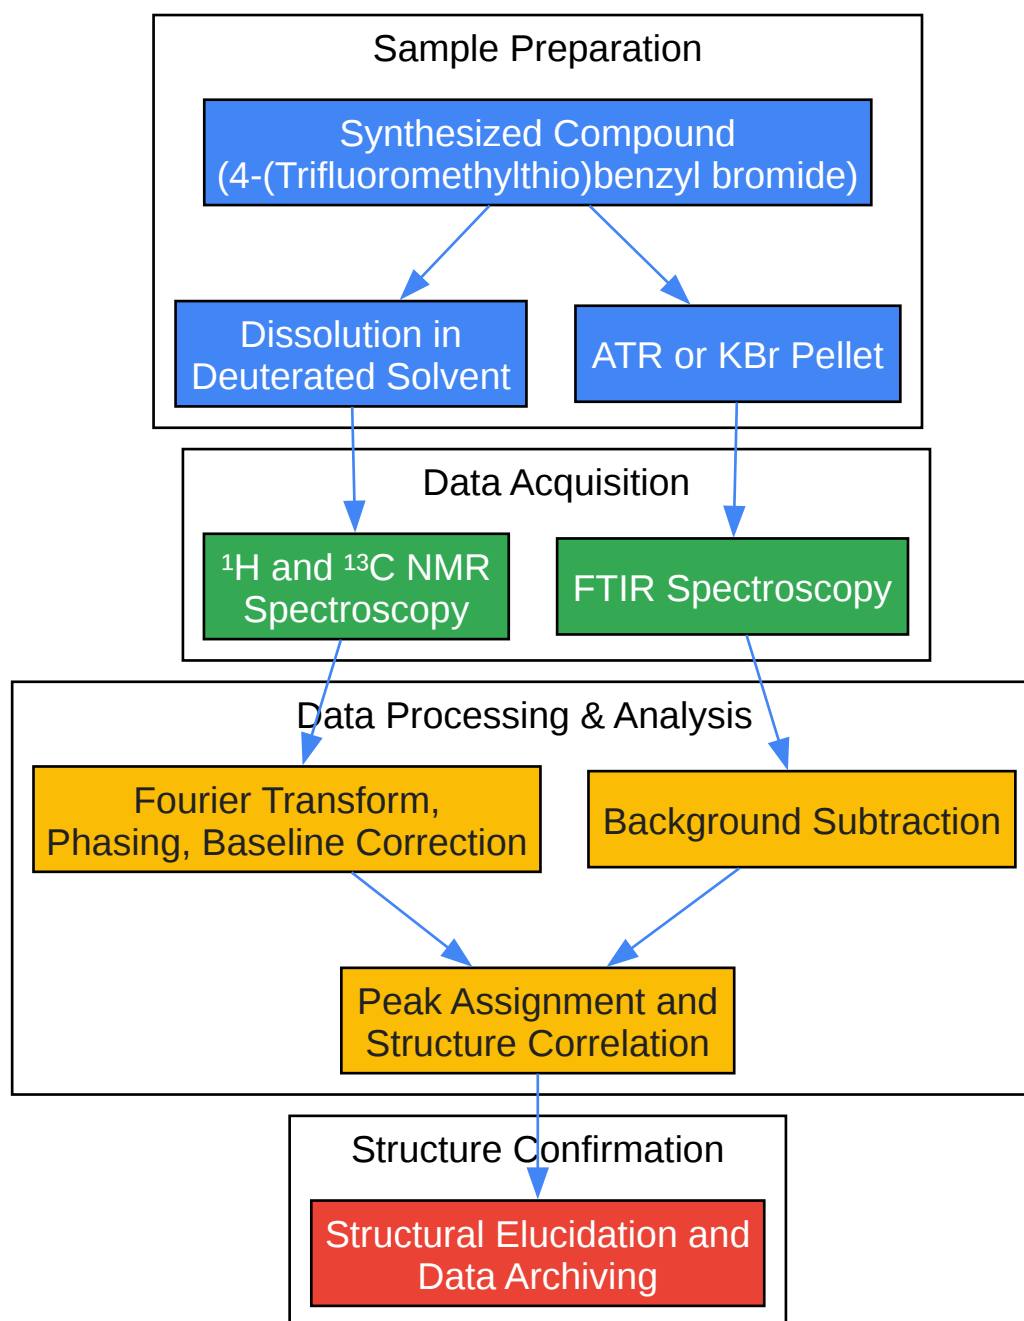 Sample Preparation
Synthesized Compound
(4-(Trifluoromethylthio)benzyl bromide)
Dissolution in
Deuterated Solvent
ATR or KBr Pellet
Data Acquisition
¹H and ¹³C NMR
Spectroscopy
FTIR Spectroscopy
Data Processing & Analysis
Fourier Transform,
Phasing, Baseline Correction
Background Subtraction
Peak Assignment and
Structure Correlation
Structure Confirmation
Structural Elucidation and
Data Archiving